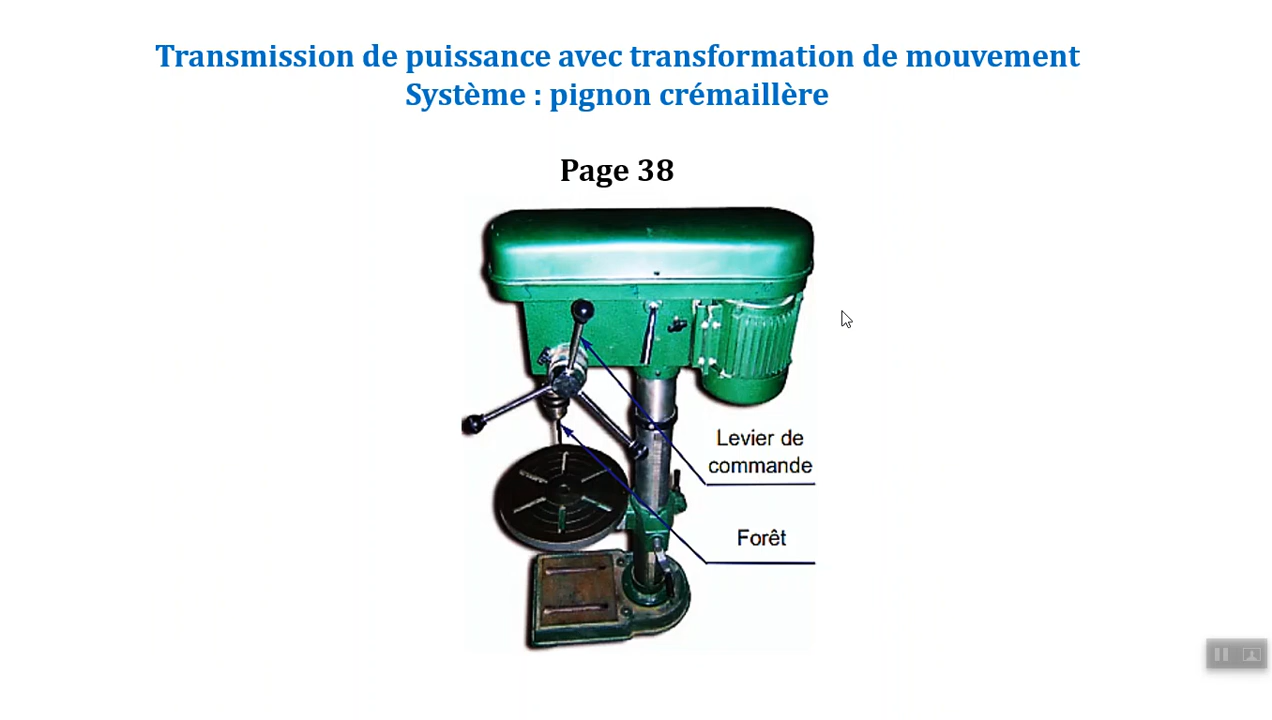 Transmission de puissance avec transformation de mouvement
Système : pignon crémaillère
Page 38
Levier de
commande
Forêt